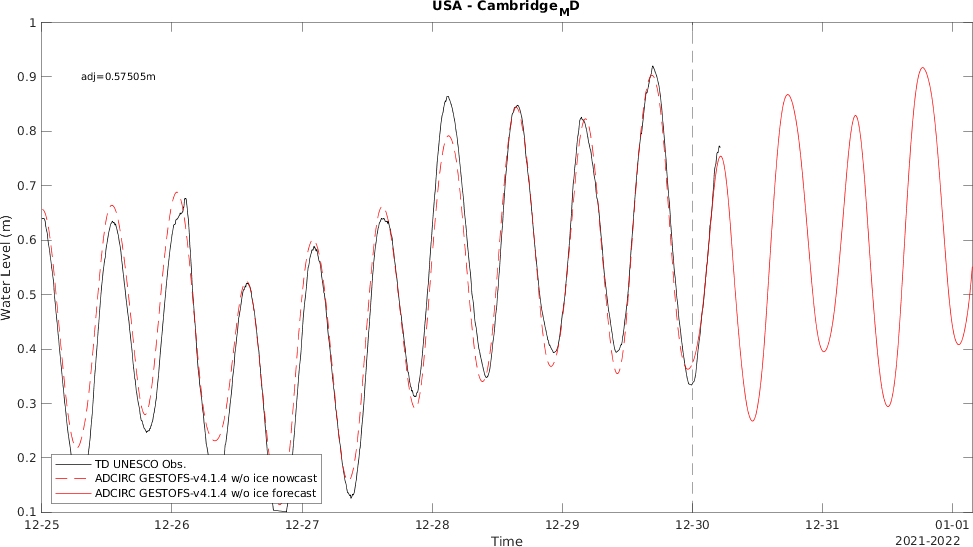 USA - Cambridge_MD
adj=0.57505m
Water Level (m)
1
0.9
0.8
0.7
0.6
0.5
0.4
0.3
0.2
0.1
TD UNESCO Obs.
ADCIRC GESTOFS-v4.1.4 w/o ice nowcast
ADCIRC GESTOFS-v4.1.4 w/o ice forecast
12-25 12-26 12-27 12-28 12-29 12-30 12-31 01-01
Time
2021-2022